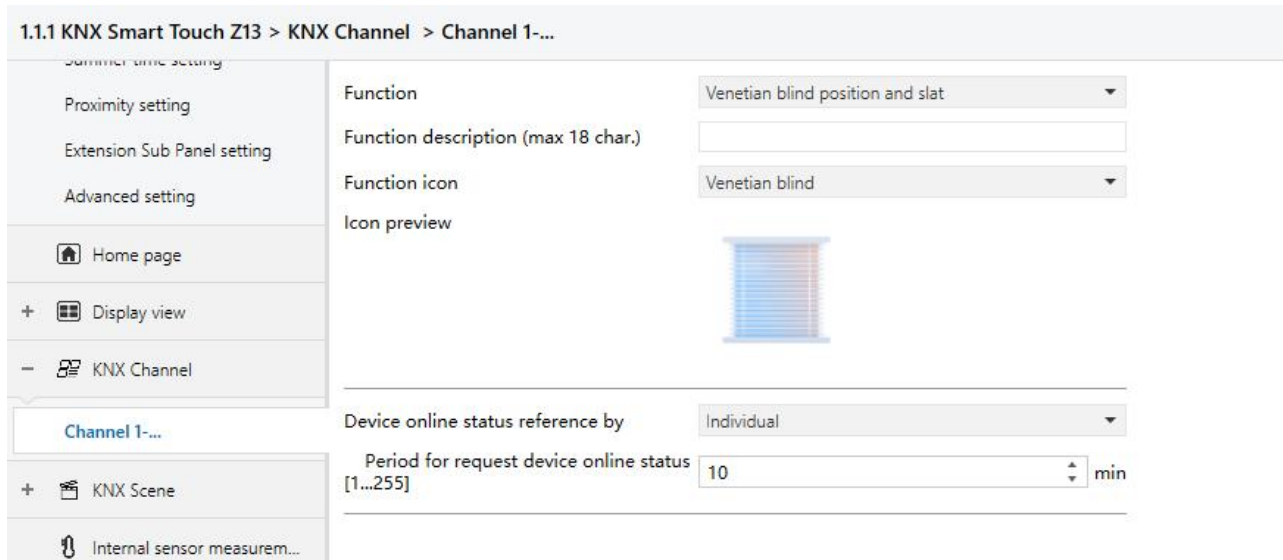 1.1.1 KNX Smart Touch Z13 > KNX Channel > Channel 1-...
Summer time setting
Proximity setting
Extension Sub Panel setting
Advanced setting
Home page
+ Display view
− KNX Channel
Channel 1-...
+ KNX Scene
Internal sensor measurem...
Function Venetian blind position and slat
Function description (max 18 char.)
Function icon Venetian blind
Icon preview
Device online status reference by Individual
Period for request device online status
[1...255] 10 min